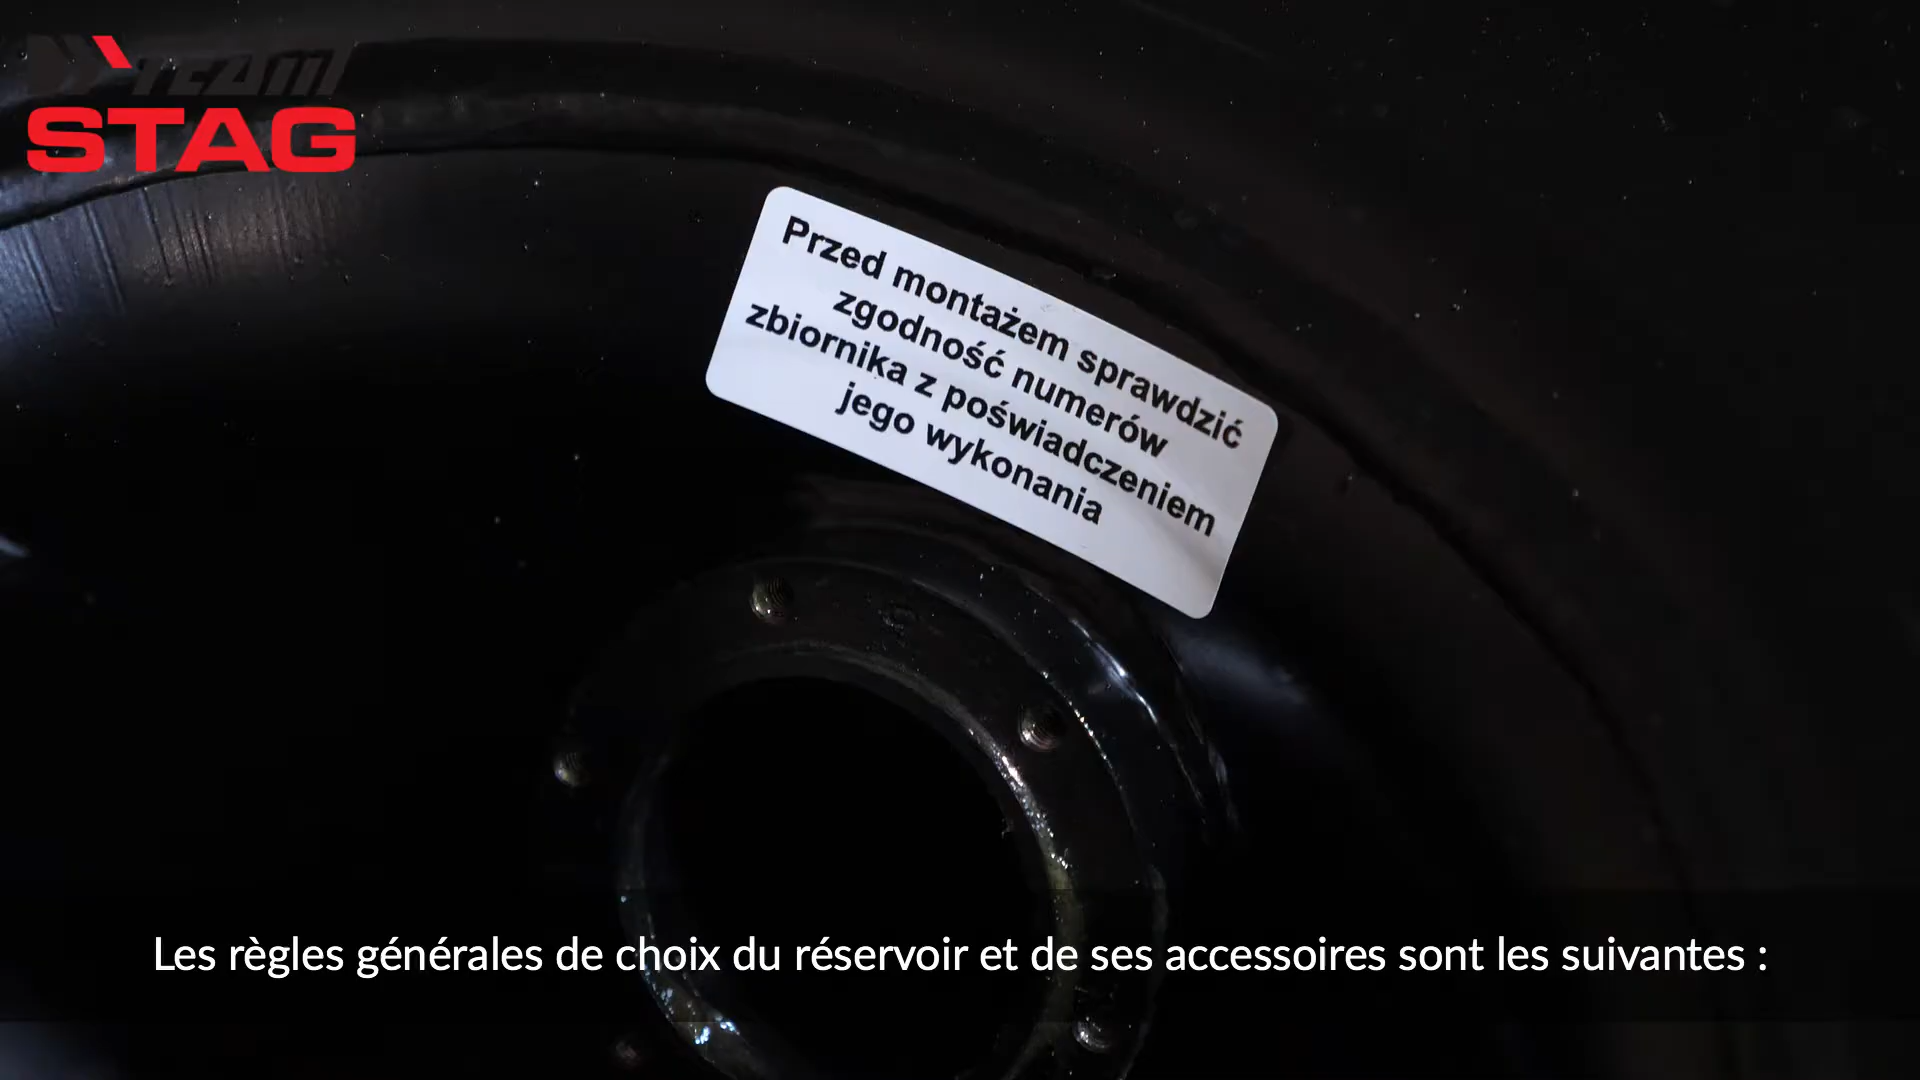 TEAM
STAG
Przed montażem sprawdzić
zgodność numerów
zbiornika z poświadczeniem
jego wykonania
Les règles générales de choix du réservoir et de ses accessoires sont les suivantes :